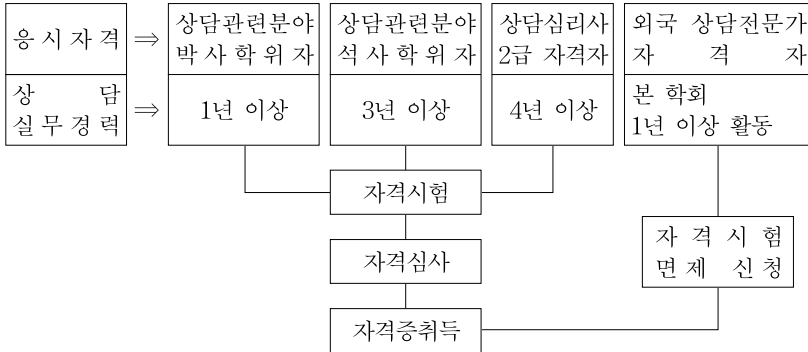 응시자격 ⇒ 상담관련분야 상담관련분야 상담심리사 외국 상담전문가
박사학위자 석사학위자 2급 자격자 자격자
상담 ⇒ 1년 이상 3년 이상 4년 이상 본 학회
실무경력 1년 이상 활동
자격시험
자격시험
면제 신청
자격심사
자격증취득